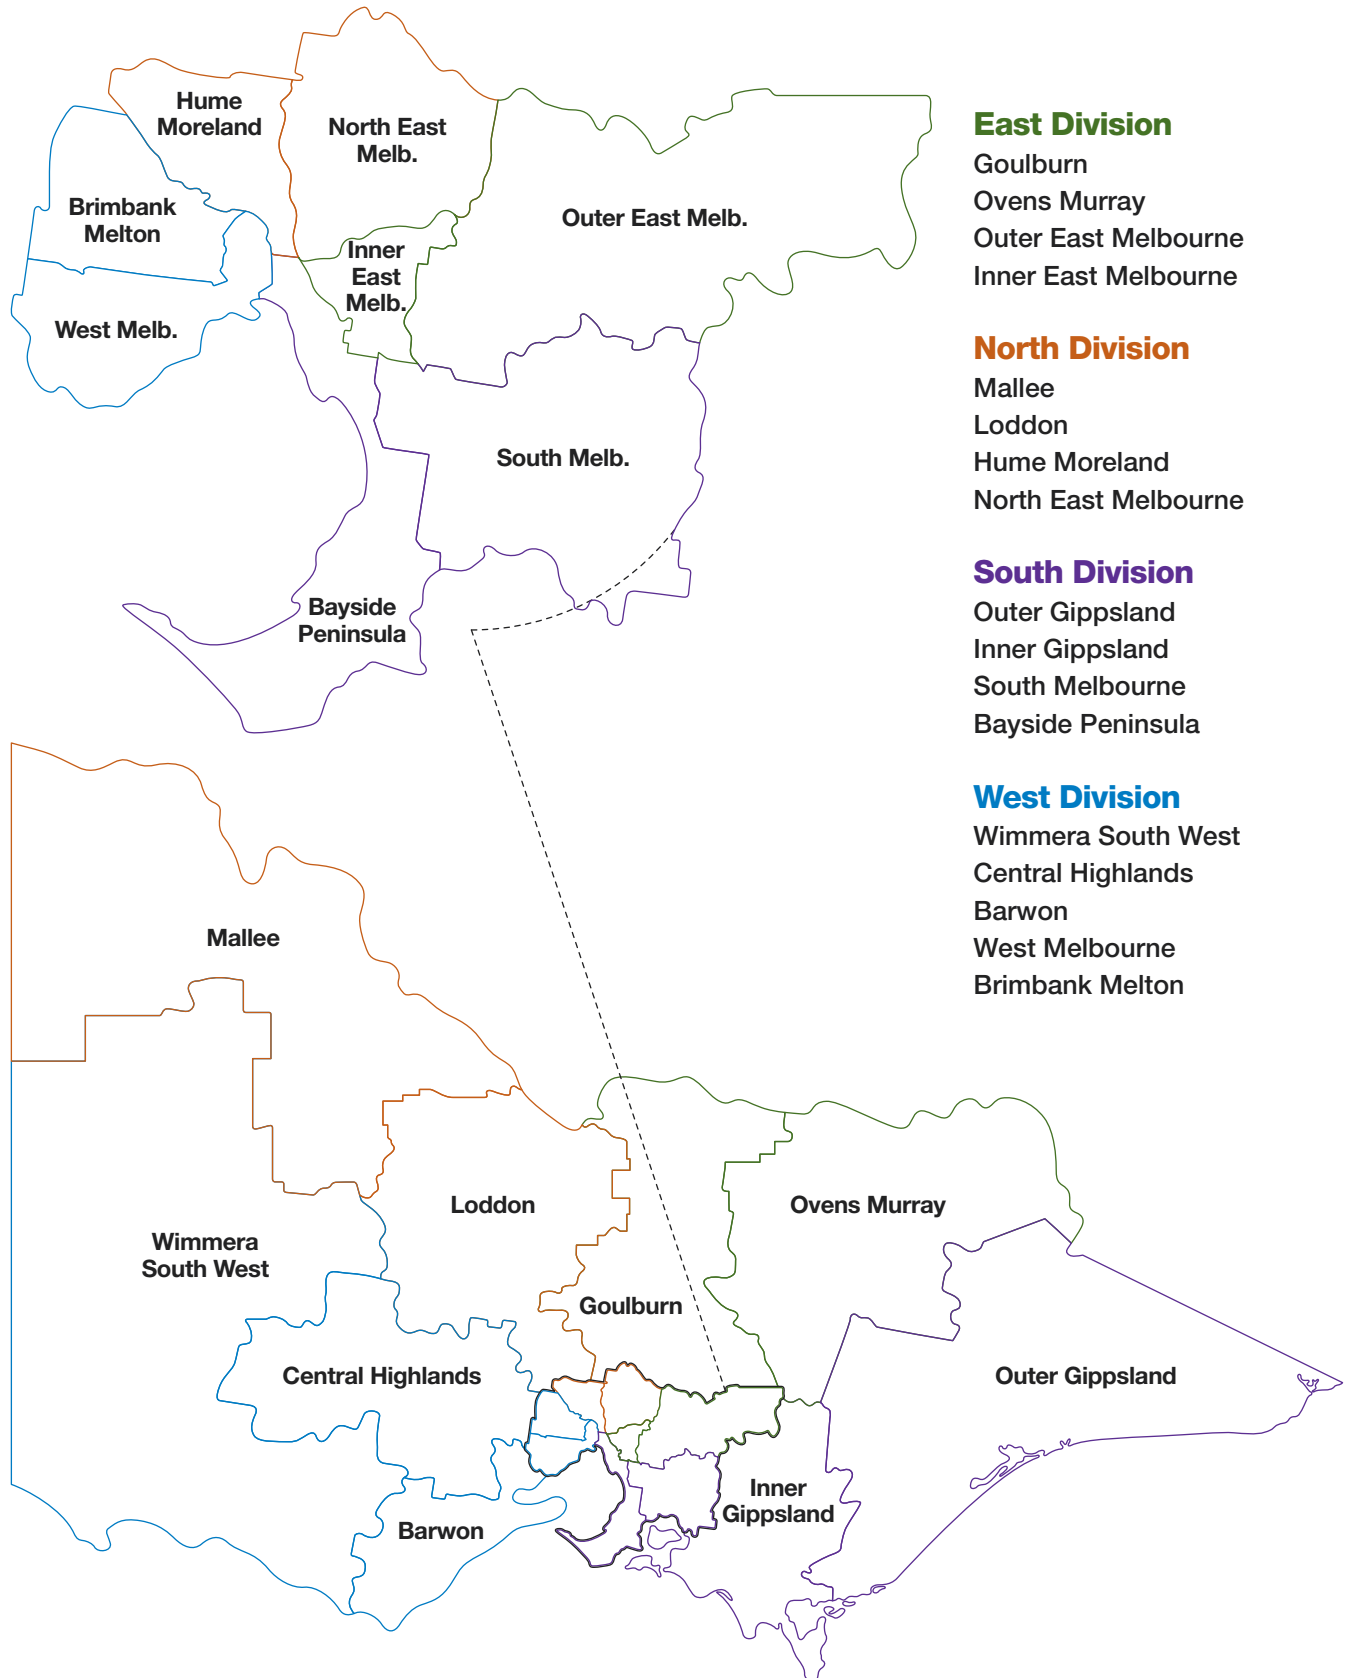 Hume
Moreland
North East
Melb.
Brimbank
Melton
Outer East Melb.
Inner
East
Melb.
West Melb.
South Melb.
Bayside
Peninsula
East Division
Goulburn
Ovens Murray
Outer East Melbourne
Inner East Melbourne
North Division
Mallee
Loddon
Hume Moreland
North East Melbourne
South Division
Outer Gippsland
Inner Gippsland
South Melbourne
Bayside Peninsula
West Division
Wimmera South West
Central Highlands
Barwon
West Melbourne
Brimbank Melton
Mallee
Loddon
Ovens Murray
Wimmera
South West
Goulburn
Central Highlands
Outer Gippsland
Inner
Gippsland
Barwon